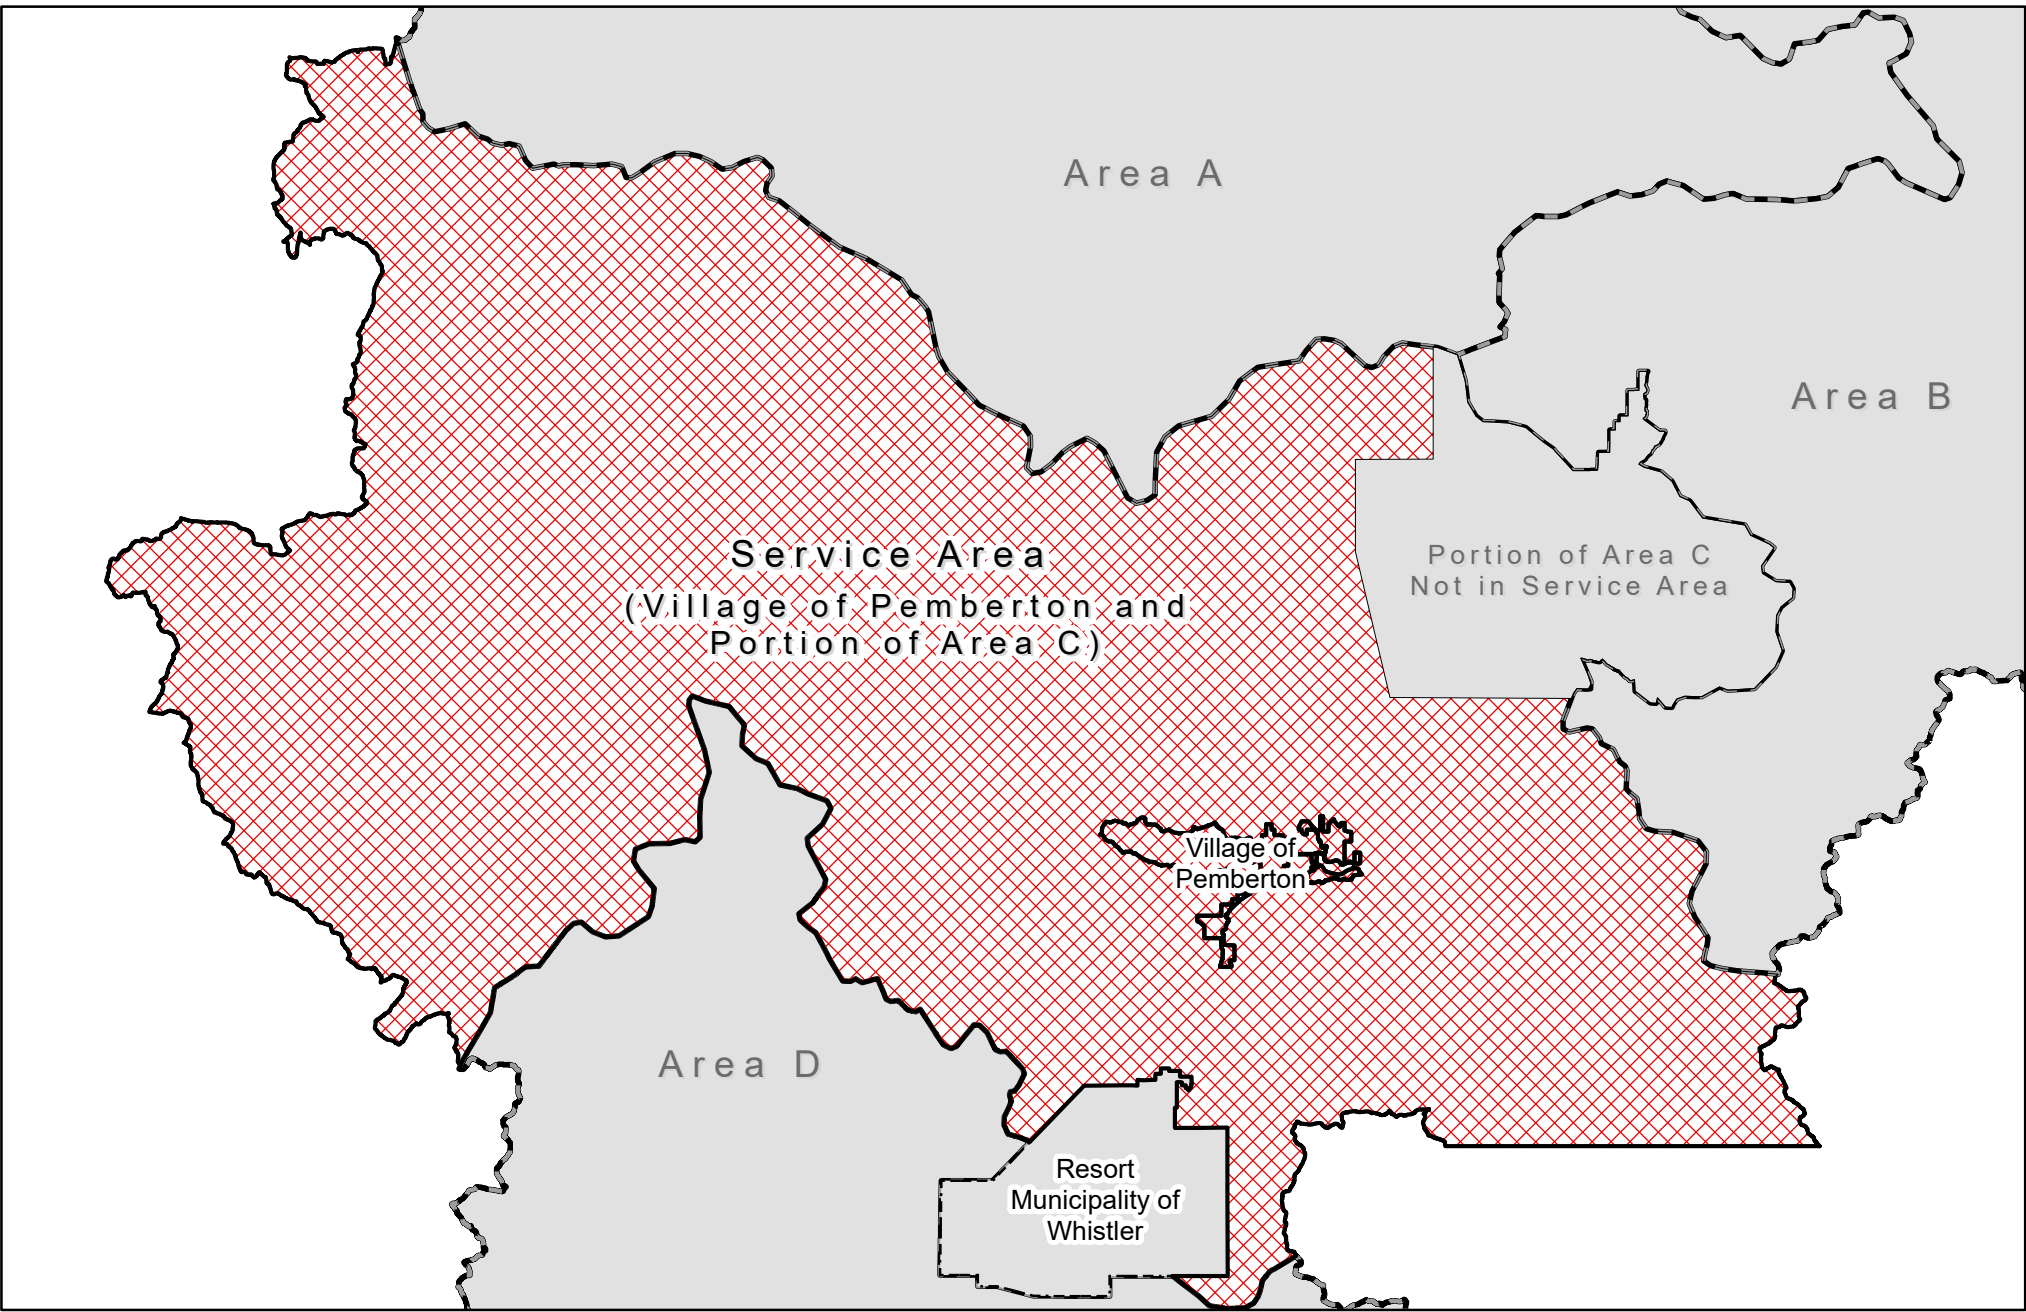 Area A
Area B
Service Area
(Village of Pemberton and
Portion of Area C)
Portion of Area C
Not in Service Area
Village of
Pemberton
Area D
Resort
Municipality of
Whistler